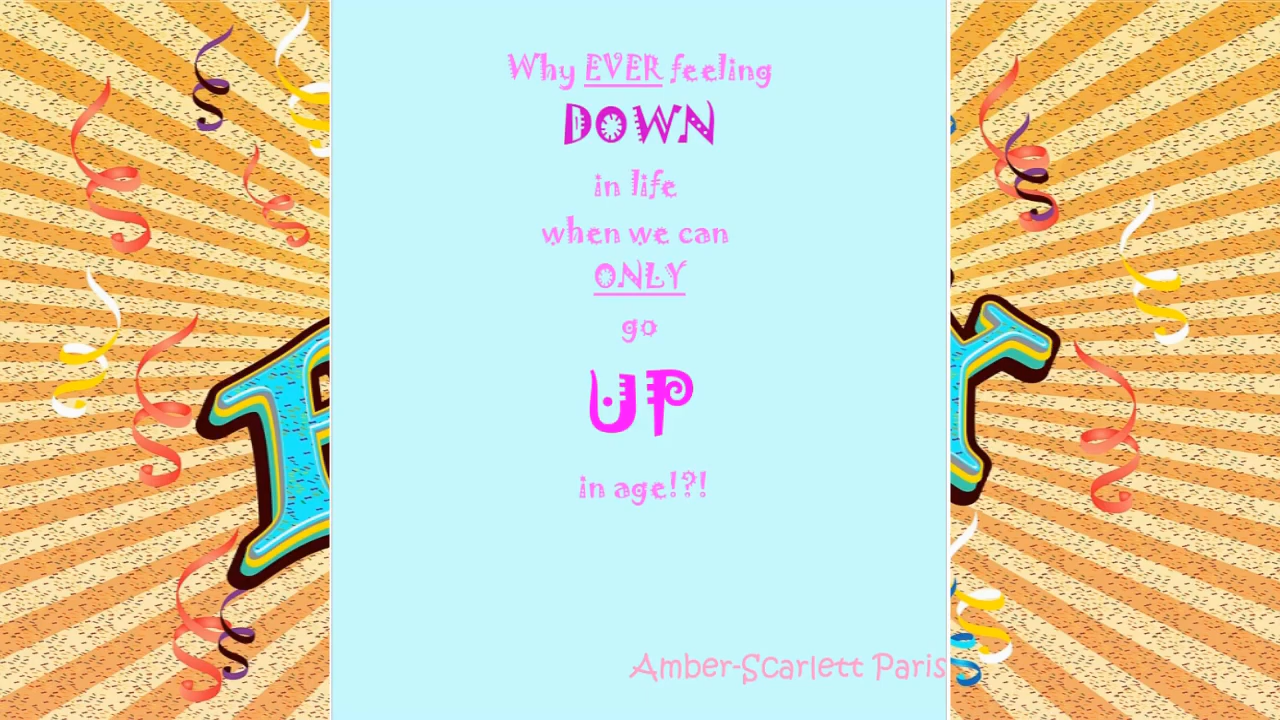 Why EVER feeling
DOWN
in life
when we can
ONLY
go
UP
in age!?!
Amber-Scarlett Paris